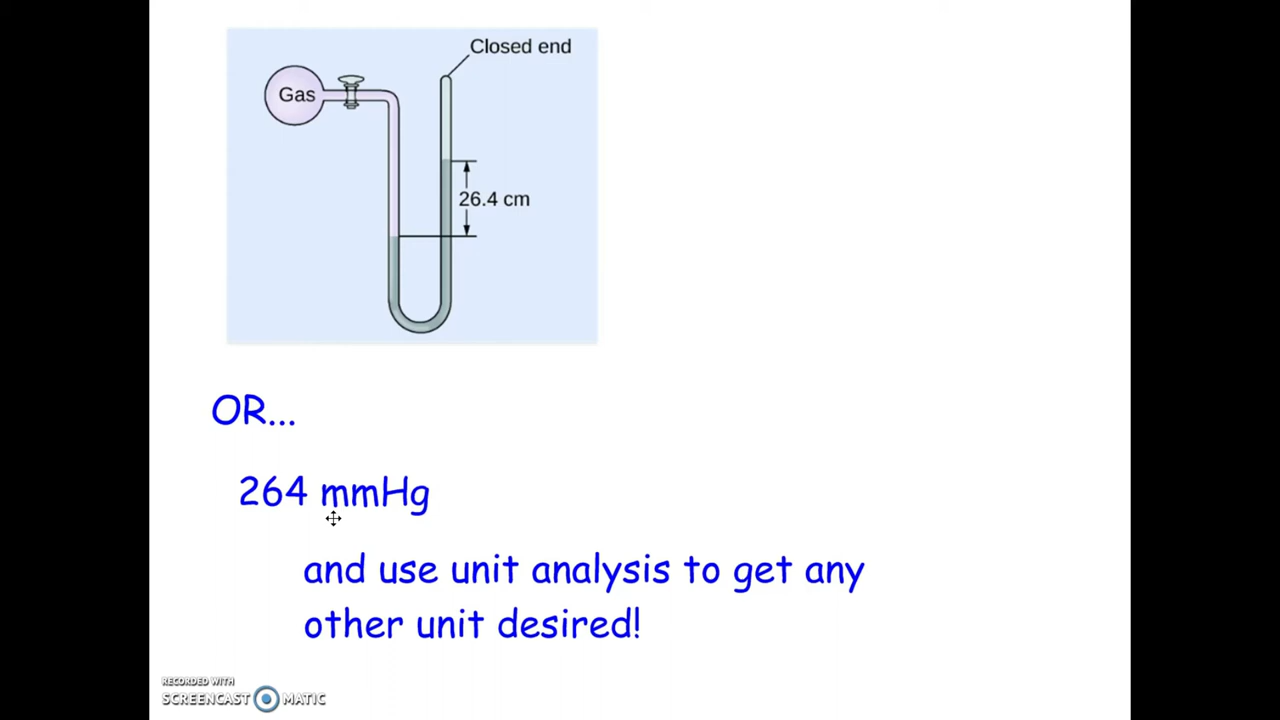 Closed end
Gas
26.4 cm
OR...
264 mmHg
and use unit analysis to get any
other unit desired!
RECORDED WITH
SCREENCAST MATIC